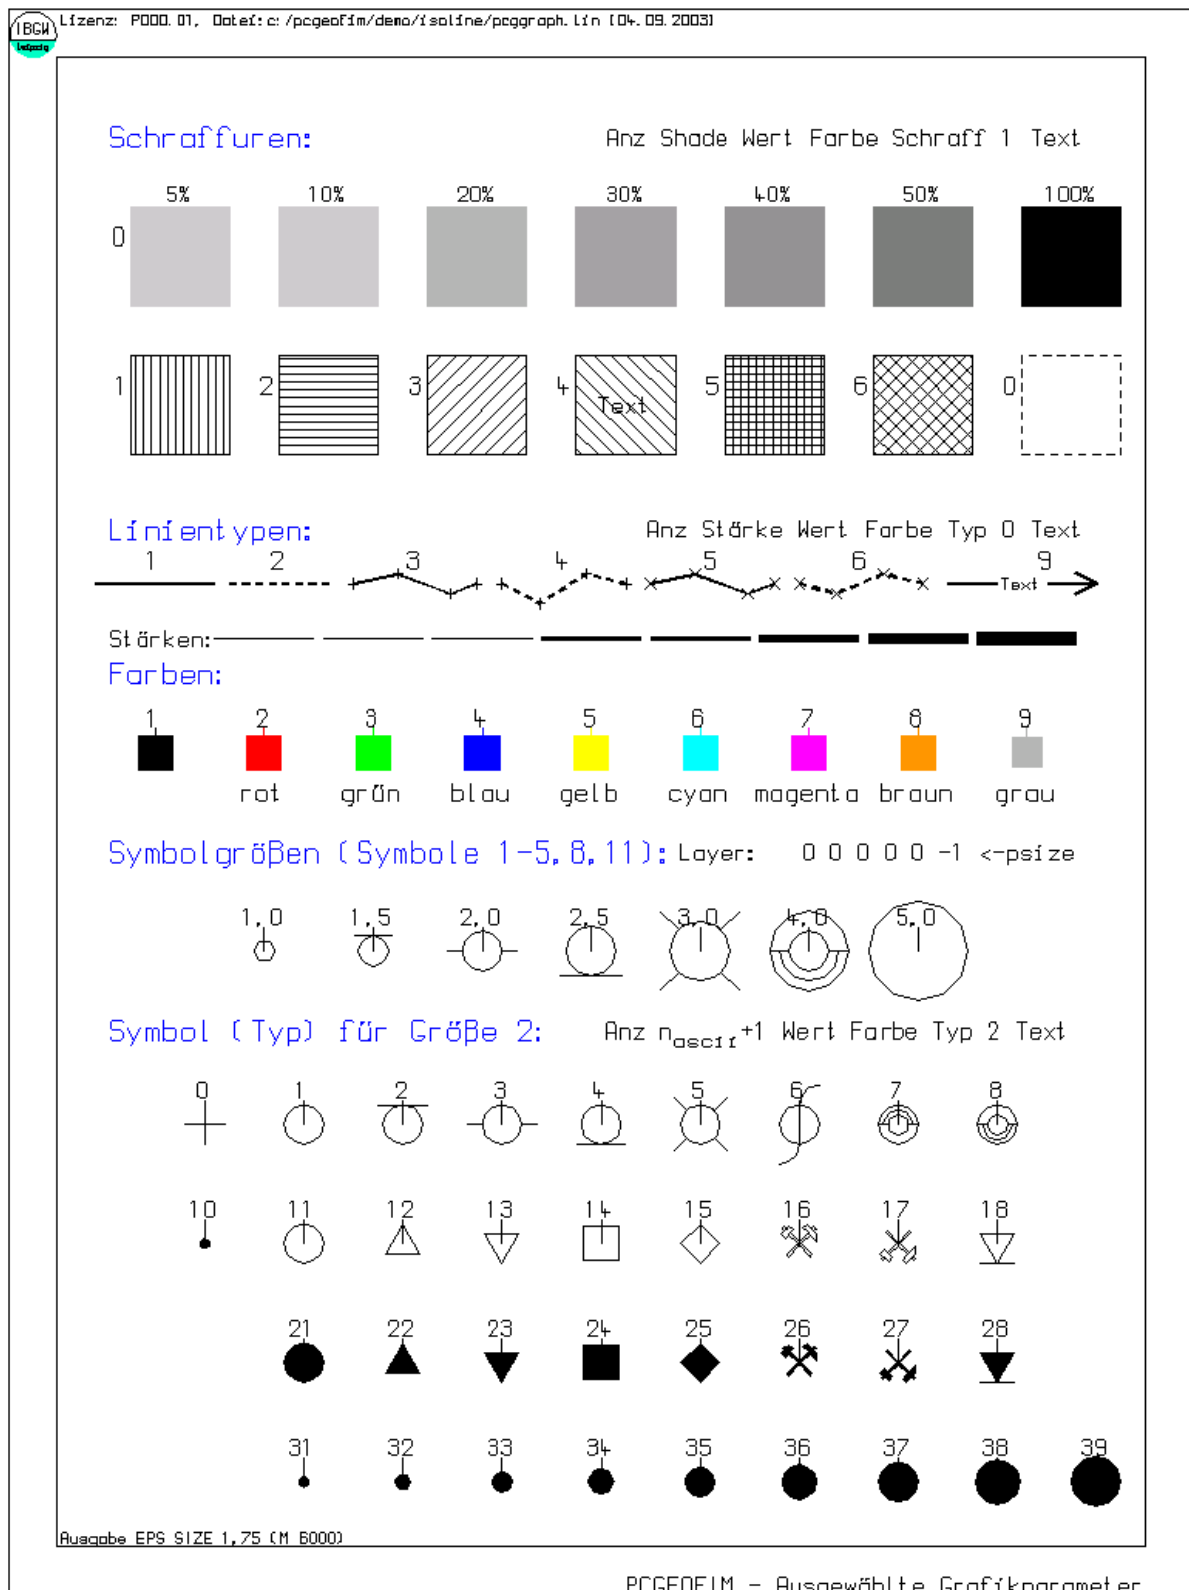 IBGW
Lizenz: P000.01, Datei:c:/pcgeofim/demo/isoline/pcggraph.lin [04.09.2003]
Schraffuren: Anz Shade Wert Farbe Schraff 1 Text
5% 10% 20% 30% 40% 50% 100%
0
1 2 3 4 5 6 0
Text
Linientypen: Anz Stärke Wert Farbe Typ 0 Text
1 2 3 4 5 6 9
Text
Stärken:
Farben:
1 2 3 4 5 6 7 8 9
rot grün blau gelb cyan magenta braun grau
Symbolgrößen (Symbole 1-5,8,11): Layer: 0 0 0 0 0 -1 <-psize
1,0 1,5 2,0 2,5 3,0 4,0 5,0
Symbol (Typ) für Größe 2: Anz n_ascii+1 Wert Farbe Typ 2 Text
0 1 2 3 4 5 6 7 8
10 11 12 13 14 15 16 17 18
21 22 23 24 25 26 27 28
31 32 33 34 35 36 37 38 39
Ausgabe EPS SIZE 1,75 (M 6000)
PCGEOFIM - Ausgewählte Grafikparameter